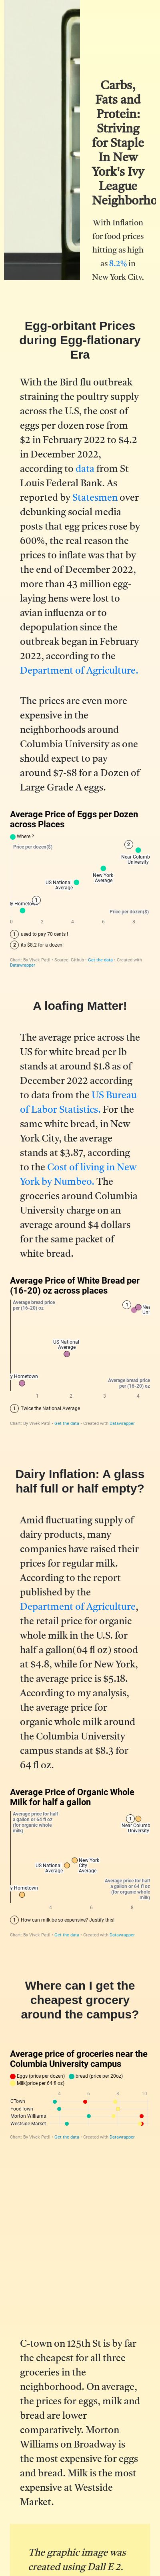 Carbs,
Fats and
Protein:
Striving
for Staple
In New
York's Ivy
League
Neighborho
With Inflation
for food prices
hitting as high
as 8.2% in
New York City,
Egg-orbitant Prices
during Egg-flationary
Era
With the Bird flu outbreak
straining the poultry supply
across the U.S, the cost of
eggs per dozen rose from
$2 in February 2022 to $4.2
in December 2022,
according to data from St
Louis Federal Bank. As
reported by Statesmen over
debunking social media
posts that egg prices rose by
600%, the real reason the
prices to inflate was that by
the end of December 2022,
more than 43 million egg-
laying hens were lost to
avian influenza or to
depopulation since the
outbreak began in February
2022, according to the
Department of Agriculture.
The prices are even more
expensive in the
neighborhoods around
Columbia University as one
should expect to pay
around $7-$8 for a Dozen of
Large Grade A eggs.
Average Price of Eggs per Dozen
across Places
Where ?
Price per dozen($)
2
Near Columb
University
New York
Average
US National
Average
1
y Hometown
Price per dozen($)
0 2 4 6 8
1 used to pay 70 cents !
2 its $8.2 for a dozen!
Chart: By Vivek Patil • Source: Github • Get the data • Created with
Datawrapper
A loafing Matter!
The average price across the
US for white bread per lb
stands at around $1.8 as of
December 2022 according
to data from the US Bureau
of Labor Statistics. For the
same white bread, in New
York City, the average
stands at $3.87, according
to the Cost of living in New
York by Numbeo. The
groceries around Columbia
University charge on an
average around $4 dollars
for the same packet of
white bread.
Average Price of White Bread per
(16-20) oz across places
Average bread price
per (16-20) oz
1
Nea
Uni
US National
Average
y Hometown
Average bread price
per (16-20) oz
1 2 3 4
1 Twice the National Average
Chart: By Vivek Patil • Get the data • Created with Datawrapper
Dairy Inflation: A glass
half full or half empty?
Amid fluctuating supply of
dairy products, many
companies have raised their
prices for regular milk.
According to the report
published by the
Department of Agriculture,
the retail price for organic
whole milk in the U.S. for
half a gallon(64 fl oz) stood
at $4.8, while for New York,
the average price is $5.18.
According to my analysis,
the average price for
organic whole milk around
the Columbia University
campus stands at $8.3 for
64 fl oz.
Average Price of Organic Whole
Milk for half a gallon
Average price for half
a gallon or 64 fl oz
(for organic whole
milk)
1
Near Columb
University
New York
City
Average
US National
Average
y Hometown
Average price for half
a gallon or 64 fl oz
(for organic whole
milk)
4 6 8
1 How can milk be so expensive? Justify this!
Chart: By Vivek Patil • Get the data • Created with Datawrapper
Where can I get the
cheapest grocery
around the campus?
Average price of groceries near the
Columbia University campus
Eggs (price per dozen) bread (price per 20oz)
Milk(price per 64 fl oz)
4 6 8 10
CTown
FoodTown
Morton Williams
Westside Market
Chart: By Vivek Patil • Get the data • Created with Datawrapper
C-town on 125th St is by far
the cheapest for all three
groceries in the
neighborhood. On average,
the prices for eggs, milk and
bread are lower
comparatively. Morton
Williams on Broadway is
the most expensive for eggs
and bread. Milk is the most
expensive at Westside
Market.
The graphic image was
created using Dall E 2.